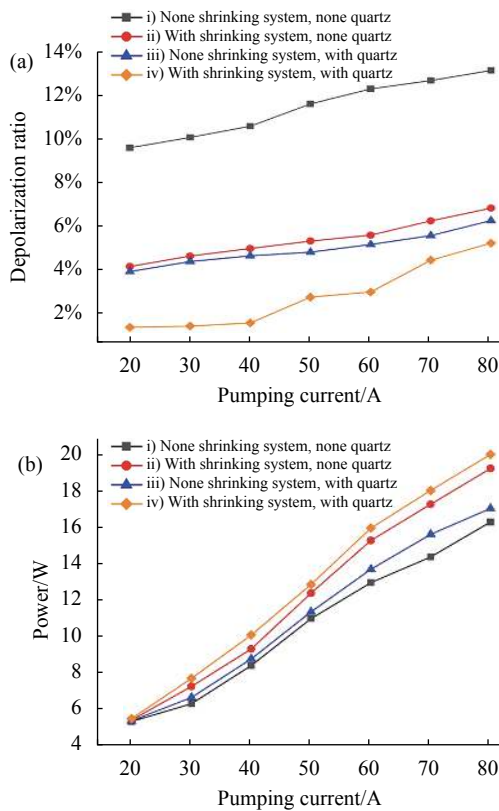 (a)
i) None shrinking system, none quartz
ii) With shrinking system, none quartz
iii) None shrinking system, with quartz
iv) With shrinking system, with quartz
14%
12%
10%
8%
6%
4%
2%
Depolarization ratio
20 30 40 50 60 70 80
Pumping current/A
(b)
i) None shrinking system, none quartz
ii) With shrinking system, none quartz
iii) None shrinking system, with quartz
iv) With shrinking system, with quartz
20
18
16
14
12
10
8
6
4
Power/W
20 30 40 50 60 70 80
Pumping current/A